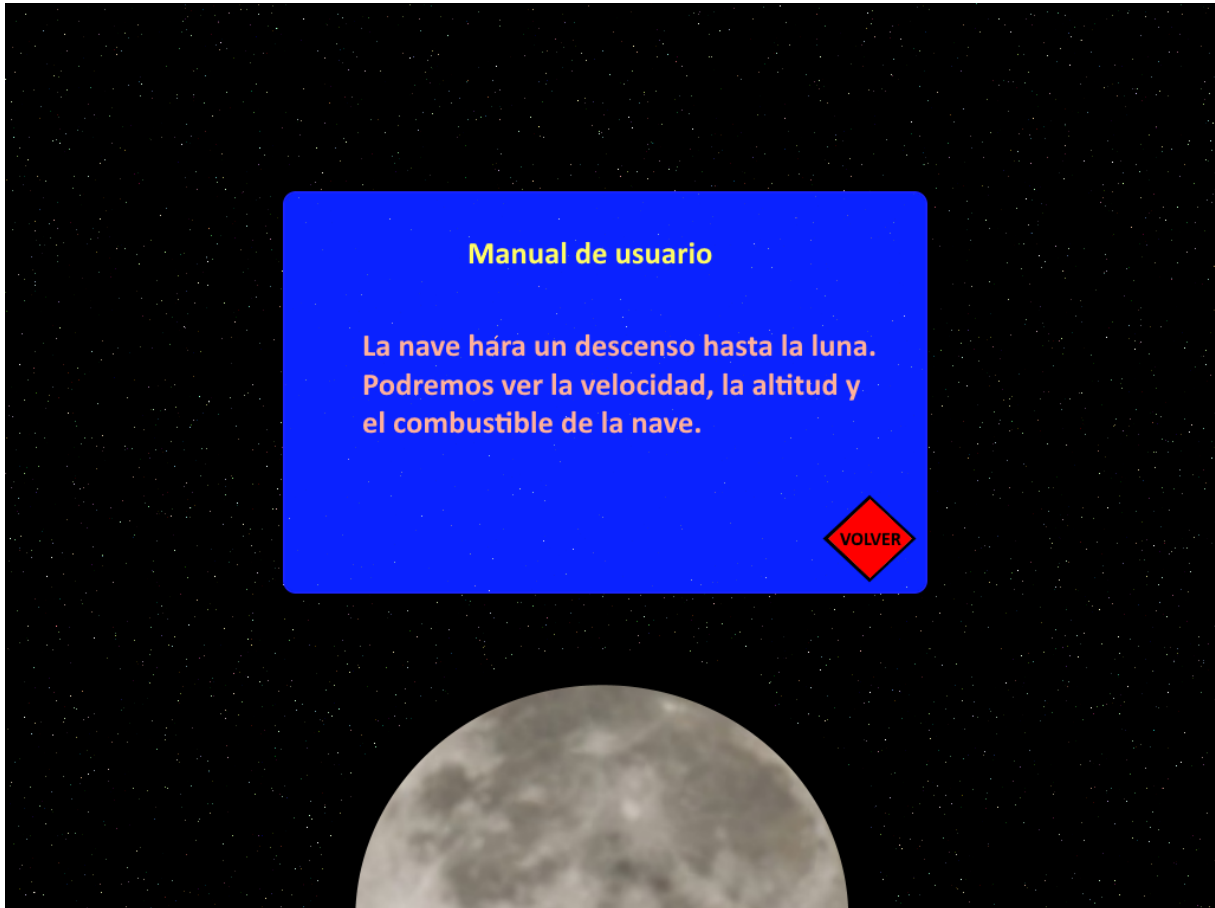 Manual de usuario
La nave hára un descenso hasta la luna.
Podremos ver la velocidad, la altitud y
el combustible de la nave.
VOLVER